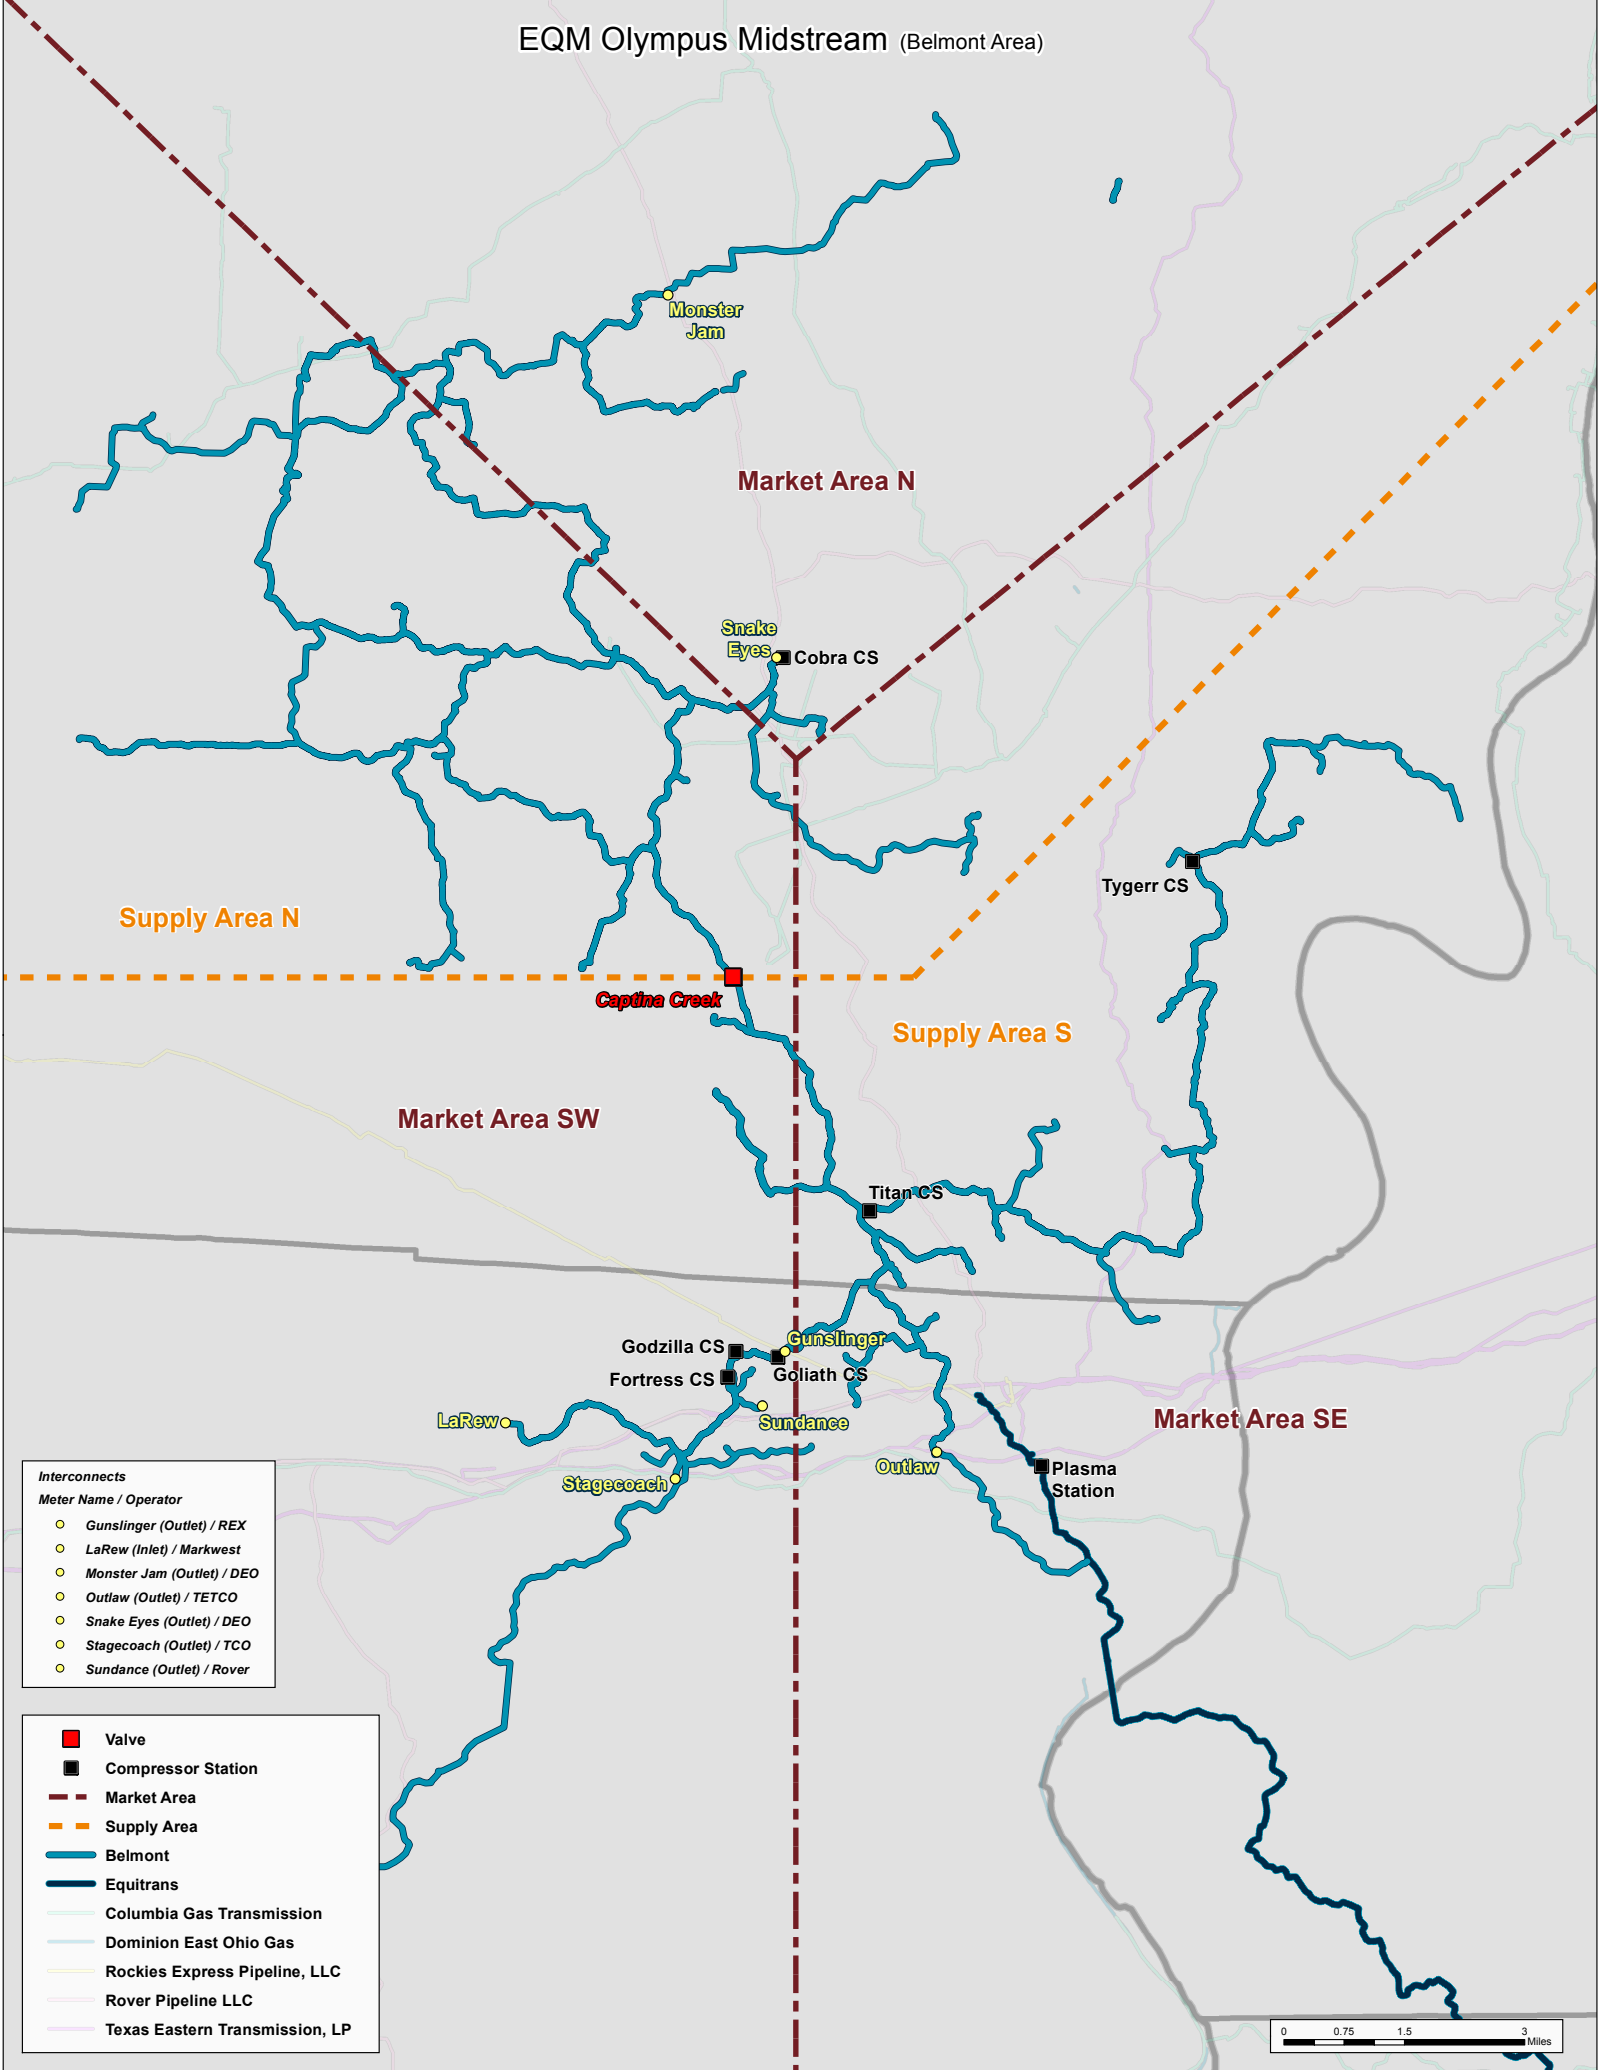 EQM Olympus Midstream (Belmont Area)
Monster
Jam
Market Area N
Snake
Eyes
Cobra CS
Tygerr CS
Supply Area N
Captina Creek
Supply Area S
Market Area SW
Titan CS
Gunslinger
Godzilla CS
Goliath CS
Fortress CS
LaRew
Sundance
Market Area SE
Outlaw
Plasma
Station
Stagecoach
Interconnects
Meter Name / Operator
Gunslinger (Outlet) / REX
LaRew (Inlet) / Markwest
Monster Jam (Outlet) / DEO
Outlaw (Outlet) / TETCO
Snake Eyes (Outlet) / DEO
Stagecoach (Outlet) / TCO
Sundance (Outlet) / Rover
Valve
Compressor Station
Market Area
Supply Area
Belmont
Equitrans
Columbia Gas Transmission
Dominion East Ohio Gas
Rockies Express Pipeline, LLC
Rover Pipeline LLC
Texas Eastern Transmission, LP
0 0.75 1.5 3
Miles